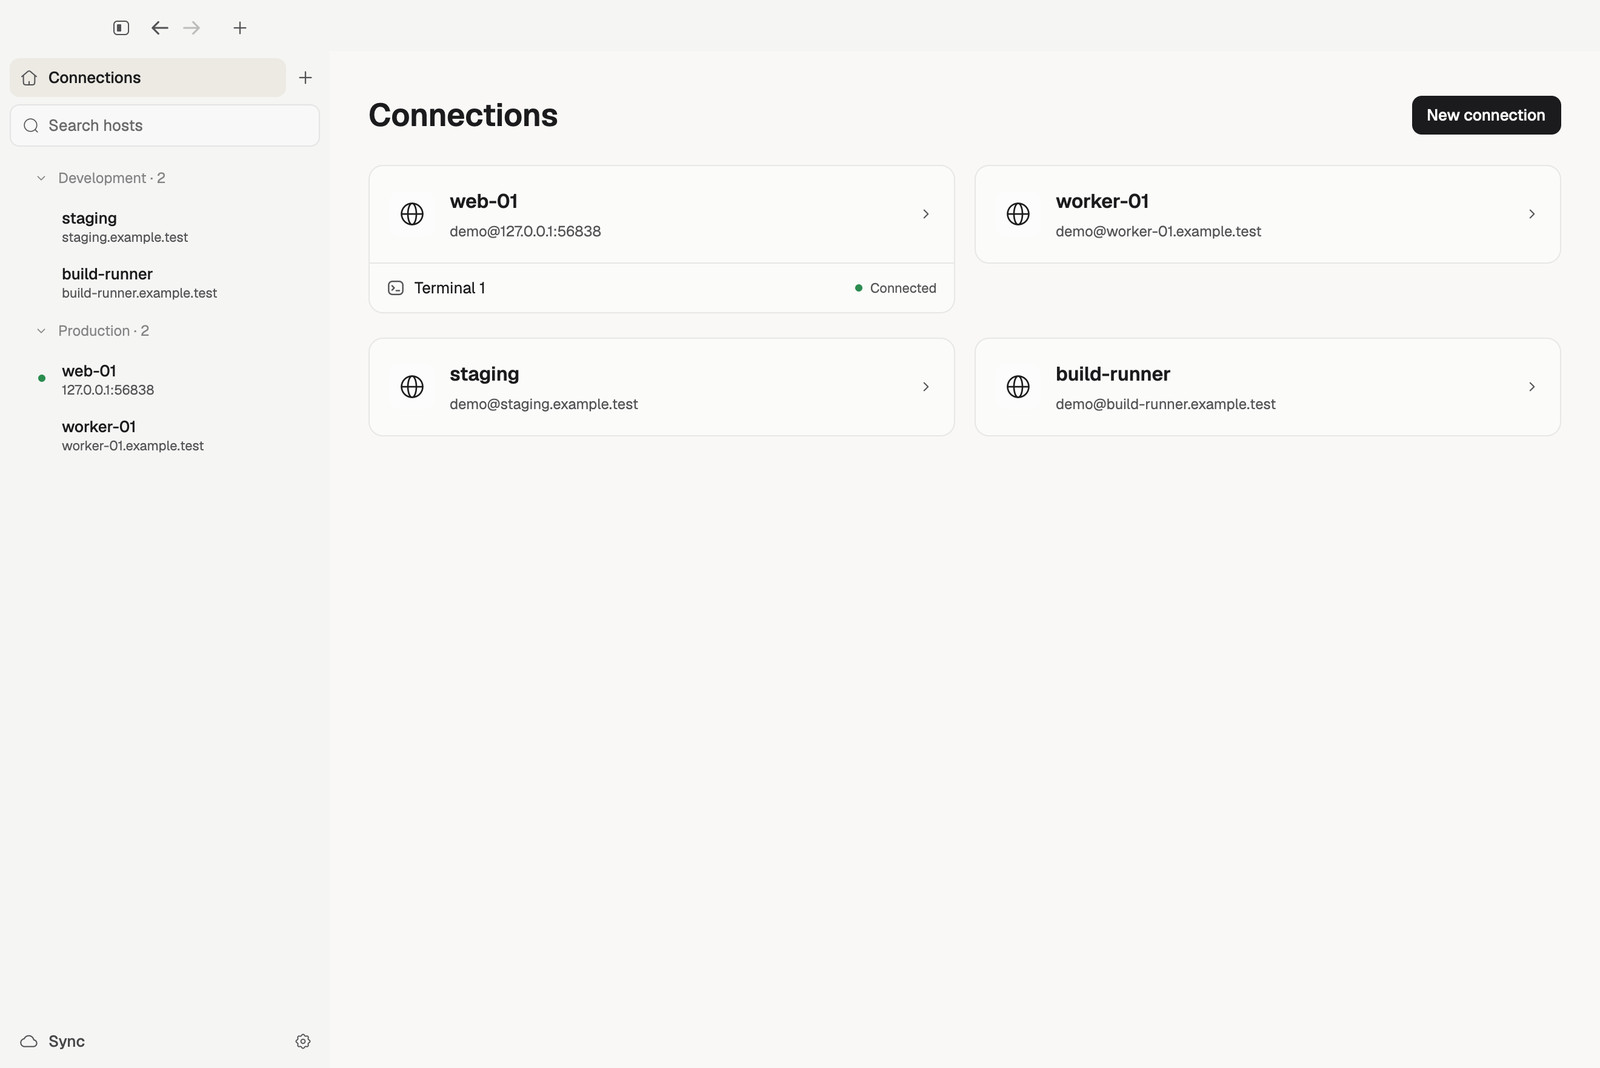 Connections
Search hosts
Development · 2
staging
staging.example.test
build-runner
build-runner.example.test
Production · 2
web-01
127.0.0.1:56838
worker-01
worker-01.example.test
Sync
Connections
New connection
web-01
demo@127.0.0.1:56838
Terminal 1
Connected
worker-01
demo@worker-01.example.test
staging
demo@staging.example.test
build-runner
demo@build-runner.example.test